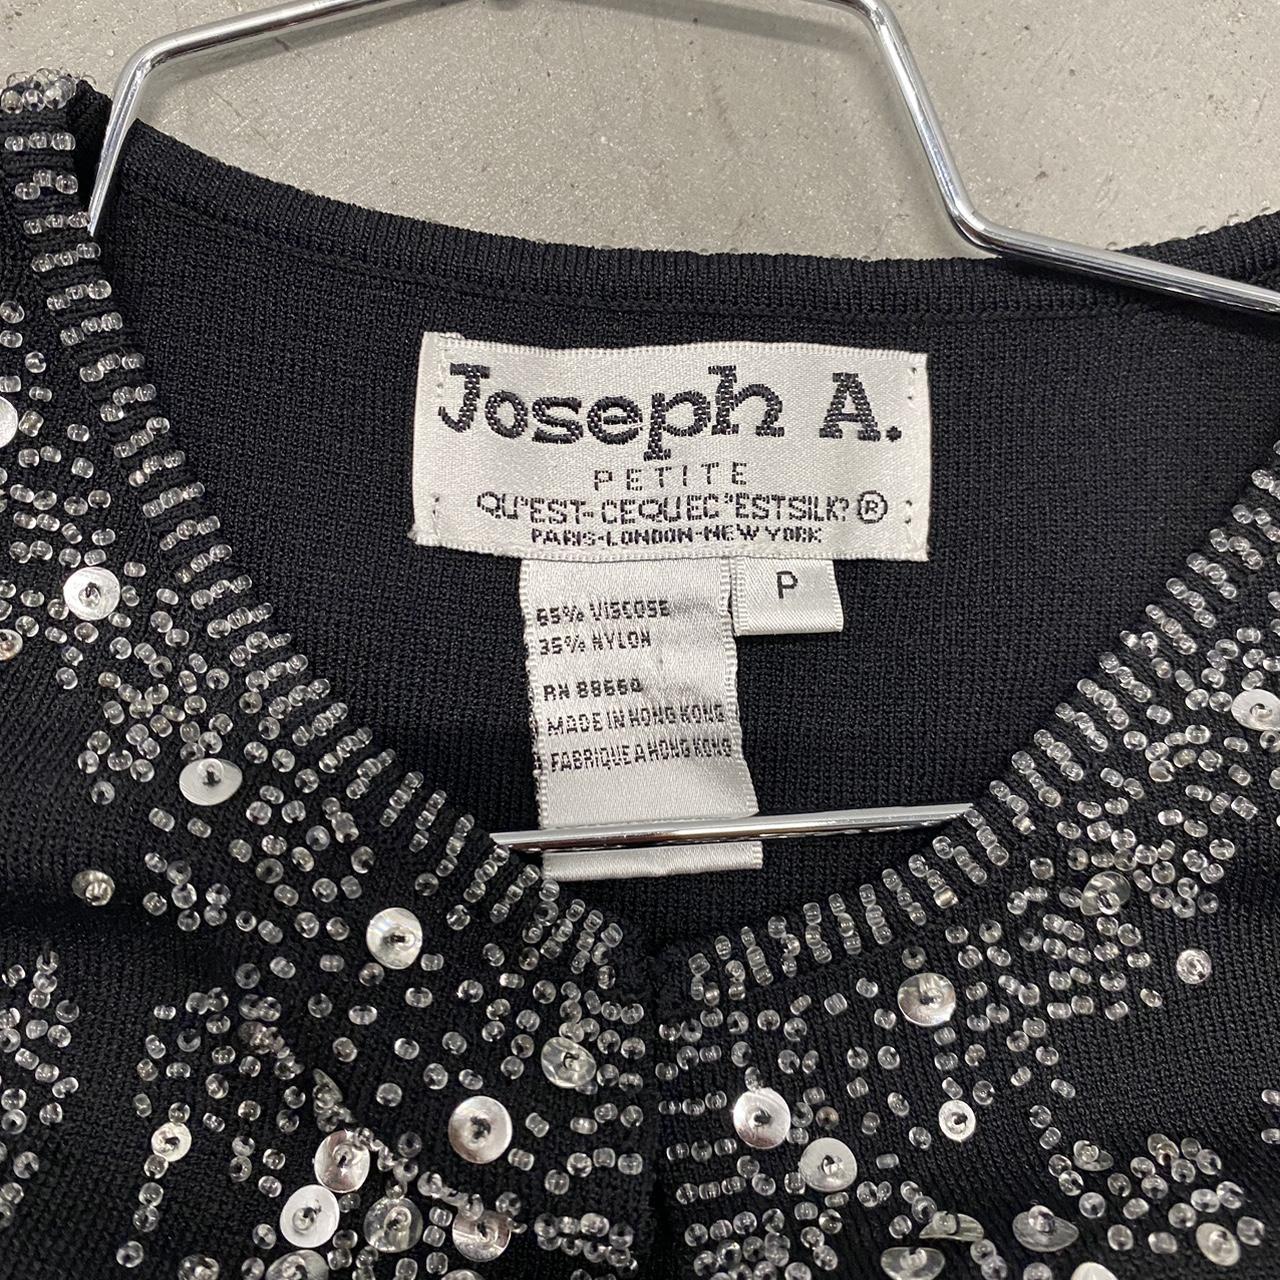 Joseph A.
PETITE
QU'EST-CEQUEC'ESTSILK?®
PARIS-LONDON-NEW YORK
P
65% VISCOSE
35% NYLON
RN 88660
MADE IN HONG KONG
FABRIQUE A HONG KONG